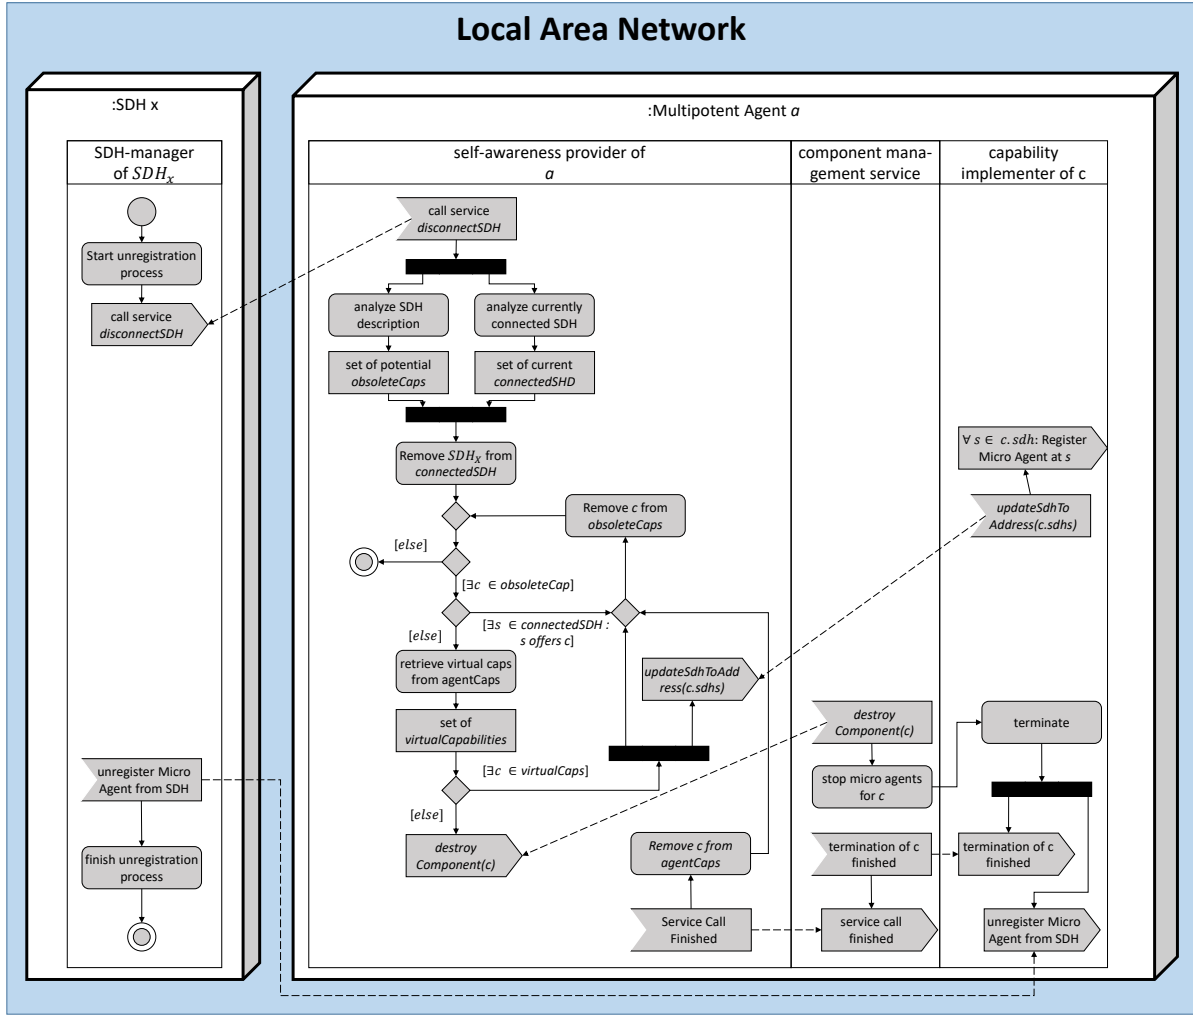 Local Area Network
:SDH x
SDH-manager
of SDHₓ
Start unregistration
process
call service
disconnectSDH
unregister Micro
Agent from SDH
finish unregistration
process
:Multipotent Agent a
self-awareness provider of
a
call service
disconnectSDH
analyze SDH
description
analyze currently
connected SDH
set of potential
obsoleteCaps
set of current
connectedSHD
Remove SDH_X from
connectedSDH
Remove c from
obsoleteCaps
[else]
[∃c ∈ obsoleteCap]
[∃s ∈ connectedSDH :
s offers c]
[else]
retrieve virtual caps
from agentCaps
updateSdhToAdd
ress(c.sdhs)
set of
virtualCapabilities
[∃c ∈ virtualCaps]
[else]
destroy
Component(c)
Remove c from
agentCaps
Service Call
Finished
component mana-
gement service
destroy
Component(c)
stop micro agents
for c
termination of c
finished
service call
finished
capability
implementer of c
∀ s ∈ c.sdh: Register
Micro Agent at s
updateSdhTo
Address(c.sdhs)
terminate
termination of c
finished
unregister Micro
Agent from SDH